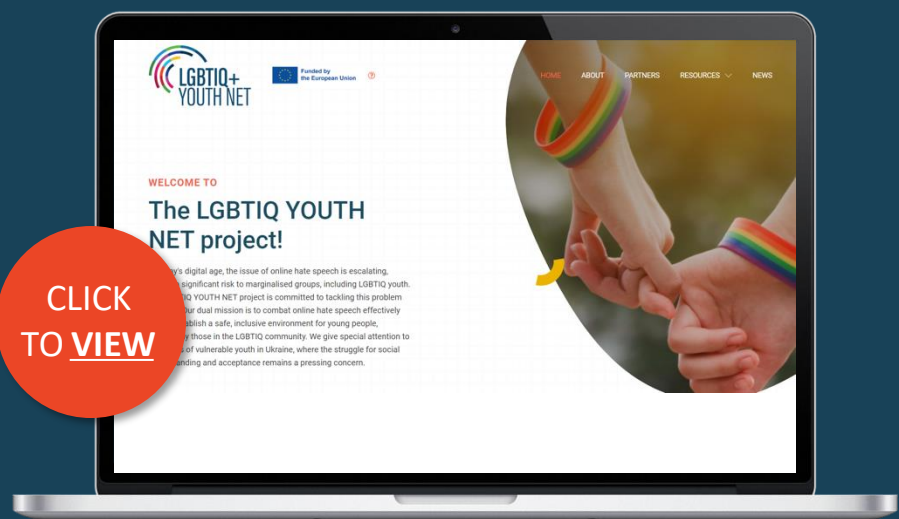 LGBTIQ+
YOUTH NET
Funded by
the European Union
?
HOME ABOUT PARTNERS RESOURCES NEWS
WELCOME TO
The LGBTIQ YOUTH
NET project!
digital age, the issue of online hate speech is escalating,
significant risk to marginalised groups, including LGBTIQ youth.
YOUTH NET project is committed to tackling this problem
dual mission is to combat online hate speech effectively
a safe, inclusive environment for young people,
those in the LGBTIQ community. We give special attention to
of vulnerable youth in Ukraine, where the struggle for social
and acceptance remains a pressing concern.
CLICK
TO VIEW